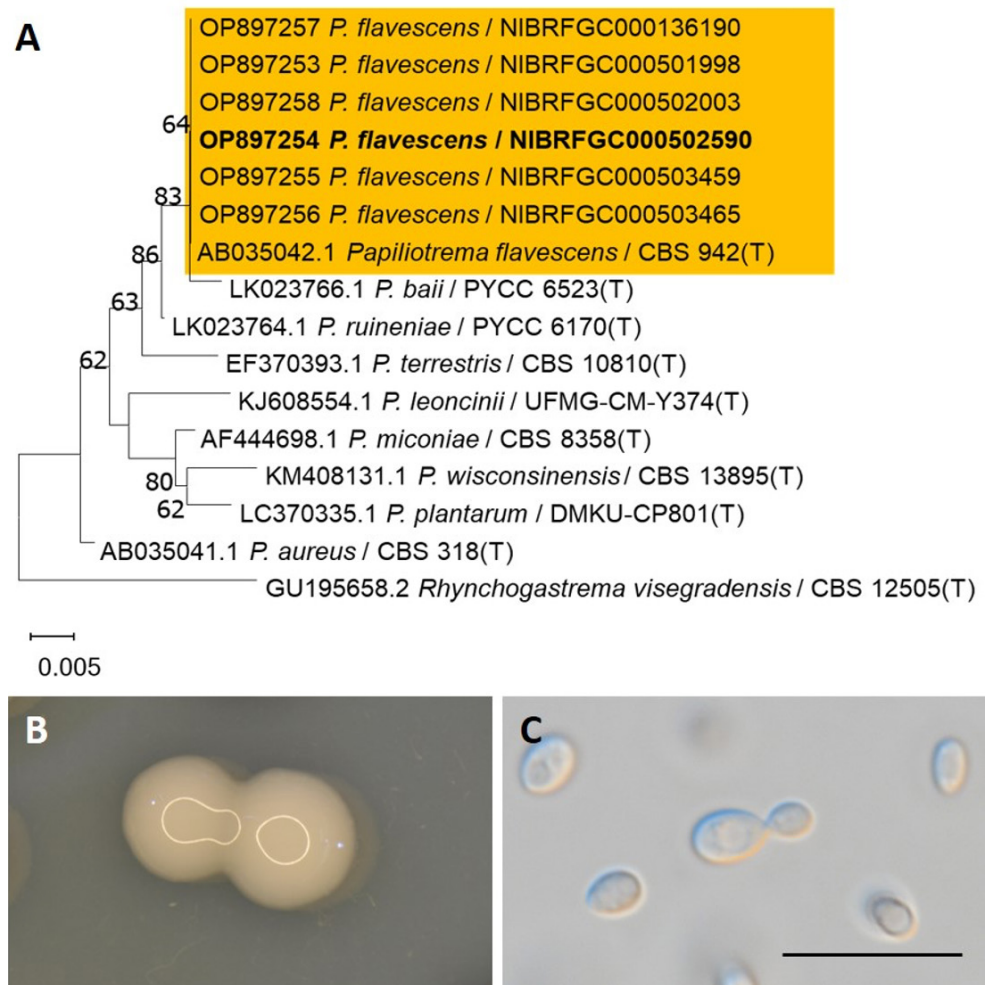 A
OP897257 P. flavescens / NIBRFGC000136190
OP897253 P. flavescens / NIBRFGC000501998
OP897258 P. flavescens / NIBRFGC000502003
64
OP897254 P. flavescens / NIBRFGC000502590
OP897255 P. flavescens / NIBRFGC000503459
83
OP897256 P. flavescens / NIBRFGC000503465
86
AB035042.1 Papiliotrema flavescens / CBS 942(T)
LK023766.1 P. baii / PYCC 6523(T)
63
LK023764.1 P. ruineniae / PYCC 6170(T)
62
EF370393.1 P. terrestris / CBS 10810(T)
KJ608554.1 P. leoncinii / UFMG-CM-Y374(T)
AF444698.1 P. miconiae / CBS 8358(T)
80
KM408131.1 P. wisconsinensis / CBS 13895(T)
62
LC370335.1 P. plantarum / DMKU-CP801(T)
AB035041.1 P. aureus / CBS 318(T)
GU195658.2 Rhynchogastrema visegradensis / CBS 12505(T)
0.005
B
C